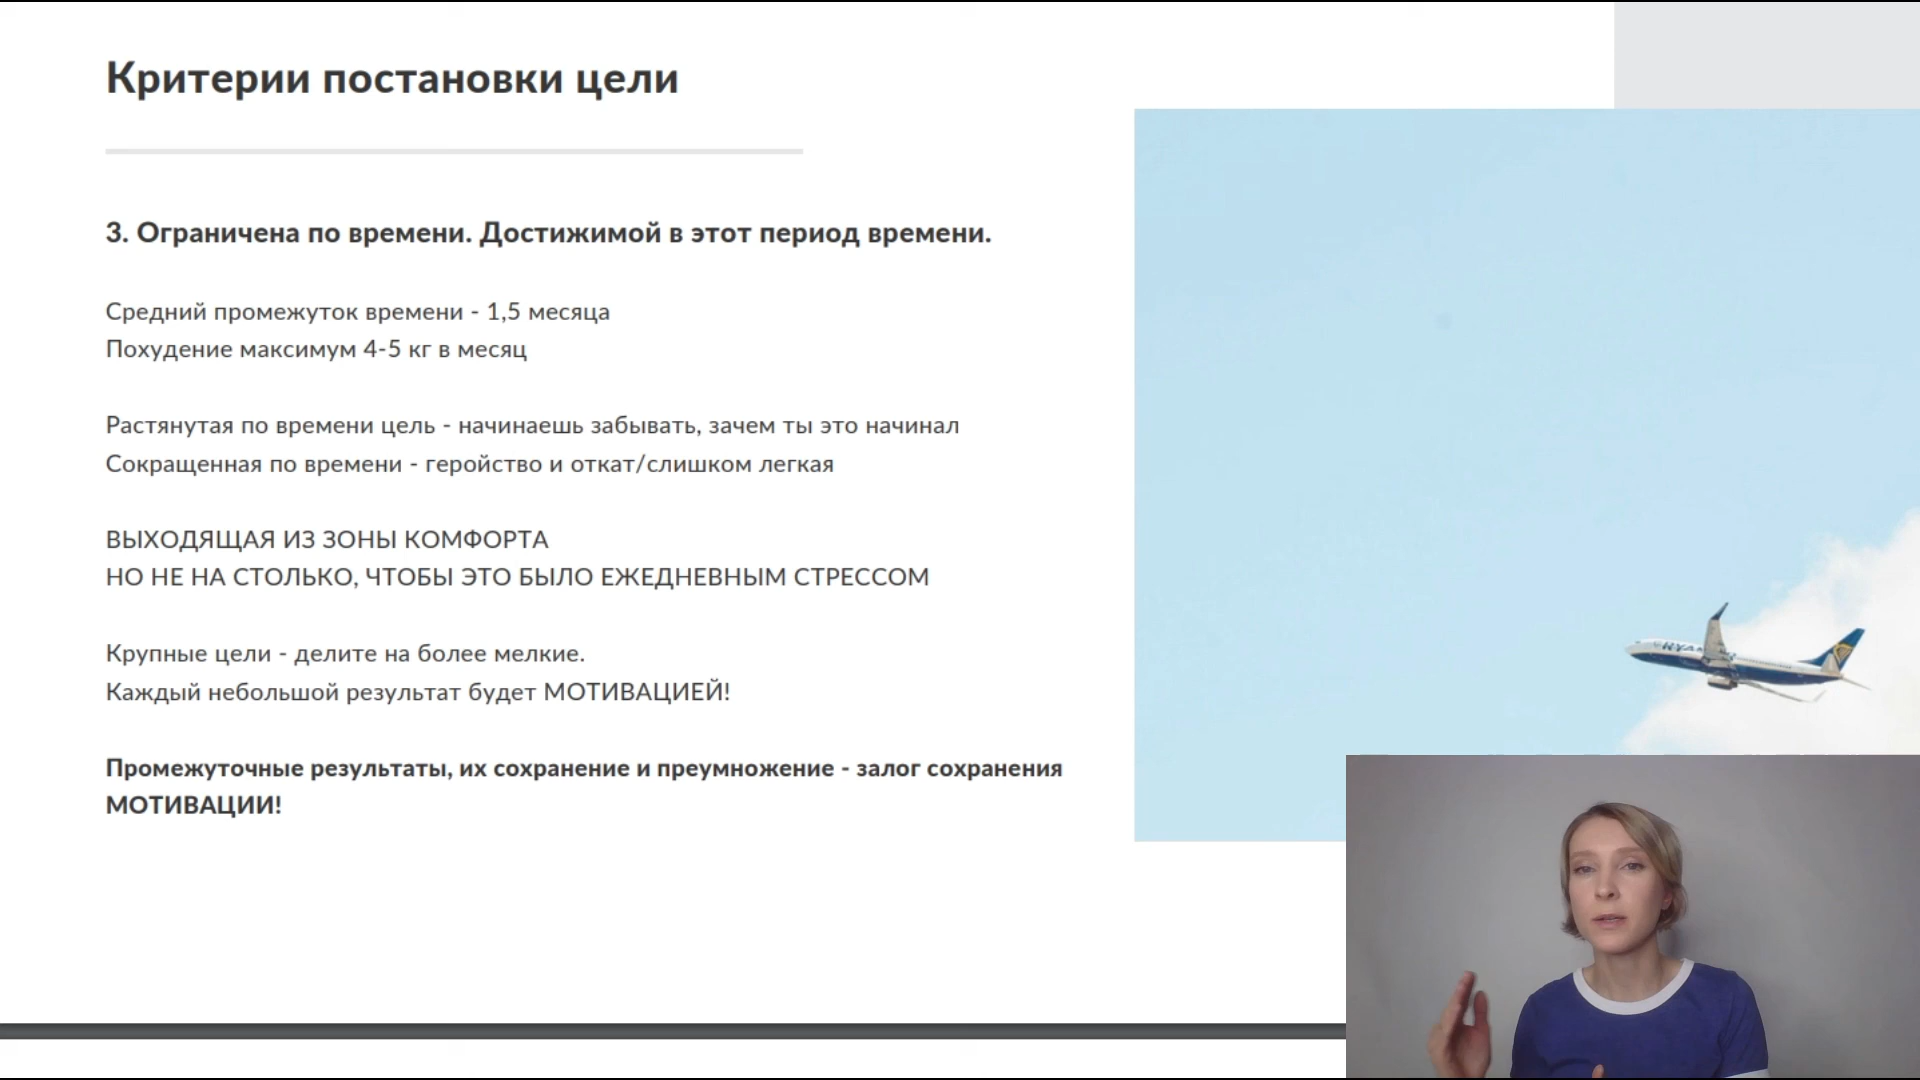 Критерии постановки цели
3. Ограничена по времени. Достижимой в этот период времени.
Средний промежуток времени - 1,5 месяца
Похудение максимум 4-5 кг в месяц
Растянутая по времени цель - начинаешь забывать, зачем ты это начинал
Сокращенная по времени - геройство и откат/слишком легкая
ВЫХОДЯЩАЯ ИЗ ЗОНЫ КОМФОРТА
НО НЕ НА СТОЛЬКО, ЧТОБЫ ЭТО БЫЛО ЕЖЕДНЕВНЫМ СТРЕССОМ
Крупные цели - делите на более мелкие.
Каждый небольшой результат будет МОТИВАЦИЕЙ!
Промежуточные результаты, их сохранение и преумножение - залог сохранения
МОТИВАЦИИ!